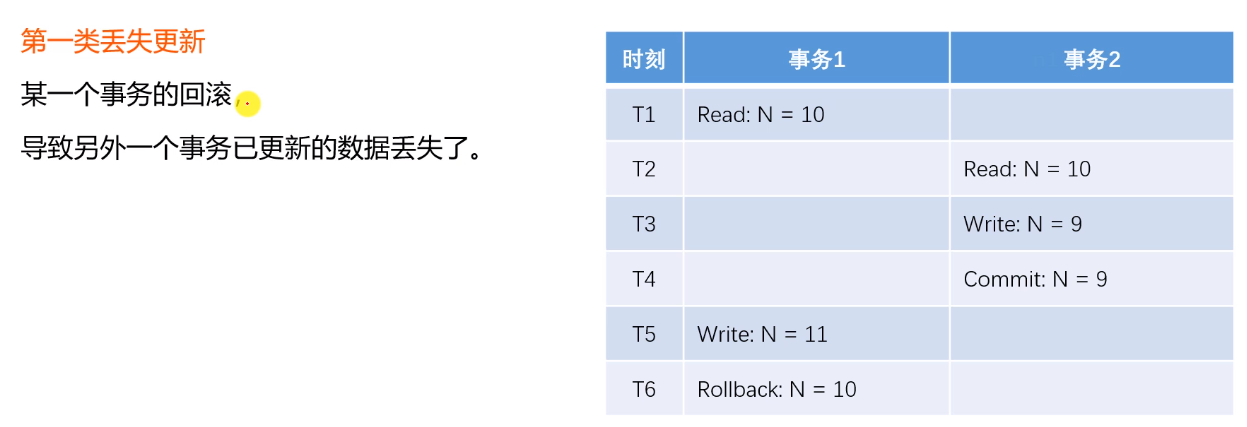 第一类丢失更新
某一个事务的回滚，
导致另外一个事务已更新的数据丢失了。
时刻 事务1 事务2
T1 Read: N = 10
T2 Read: N = 10
T3 Write: N = 9
T4 Commit: N = 9
T5 Write: N = 11
T6 Rollback: N = 10